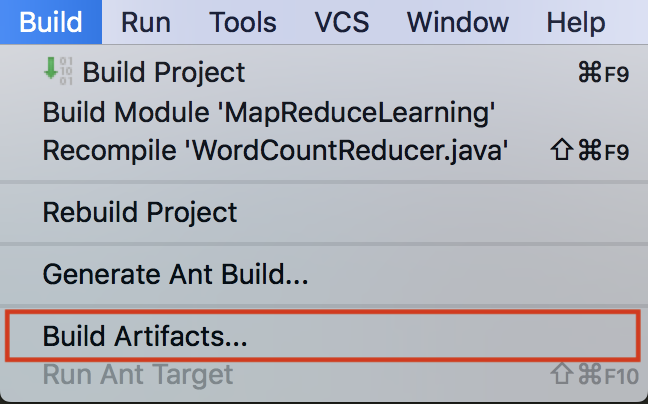 Build Run Tools VCS Window Help
Build Project ⌘F9
Build Module 'MapReduceLearning'
Recompile 'WordCountReducer.java' ⇧⌘F9
Rebuild Project
Generate Ant Build...
Build Artifacts...
Run Ant Target ⇧⌘F10